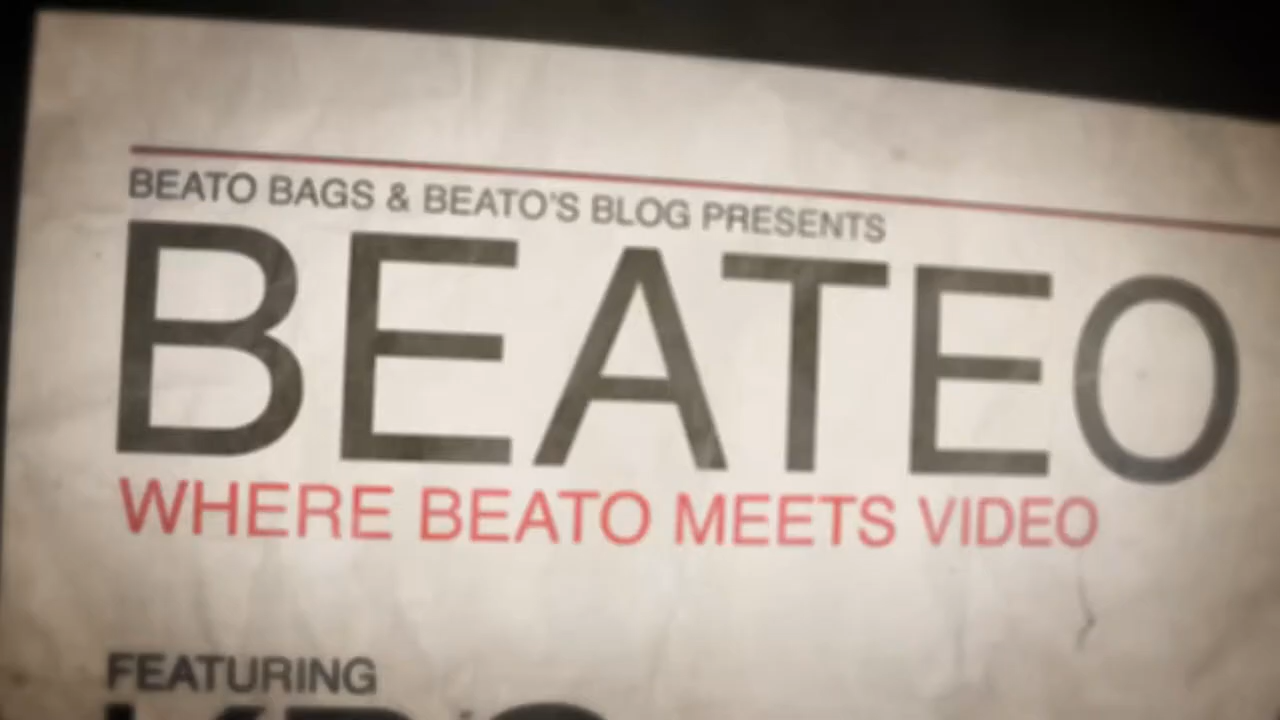 BEATO BAGS & BEATO'S BLOG PRESENTS
BEATEO
WHERE BEATO MEETS VIDEO
FEATURING